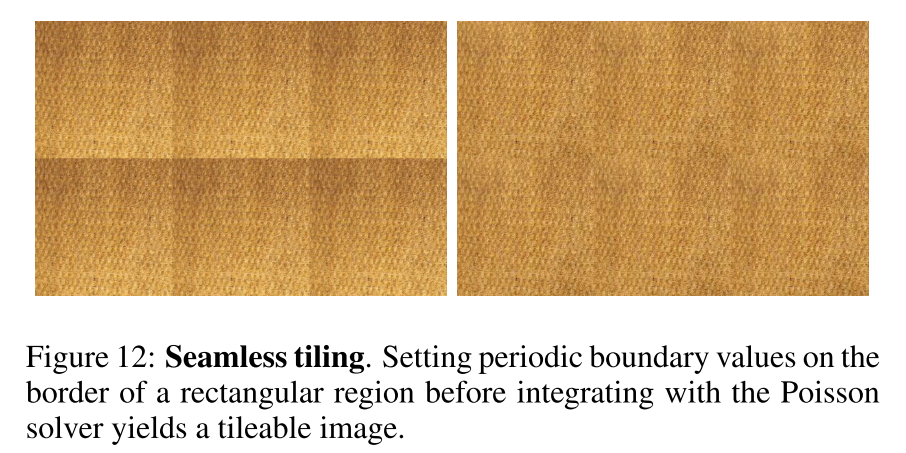 Figure 12: Seamless tiling. Setting periodic boundary values on the
border of a rectangular region before integrating with the Poisson
solver yields a tileable image.